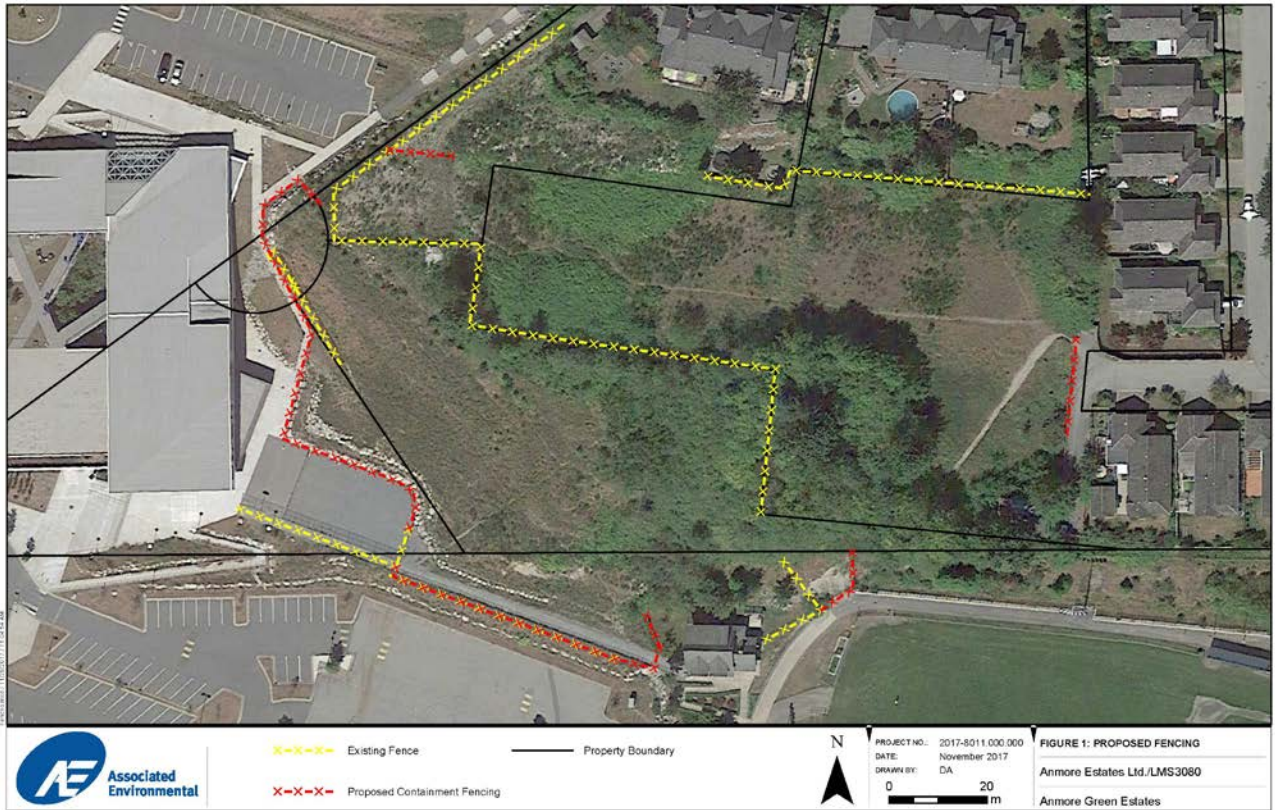 Associated
Environmental
Existing Fence
Property Boundary
Proposed Containment Fencing
N
PROJECT NO.: 2017-8011.000.000
DATE: November 2017
DRAWN BY: DA
0 20
m
FIGURE 1: PROPOSED FENCING
Anmore Estates Ltd./LMS3080
Anmore Green Estates